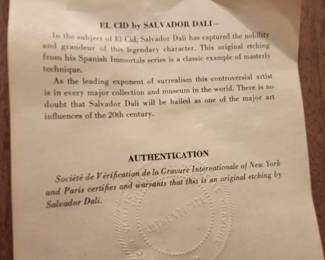 EL CID by SALVADOR DALI—
In the subject of El Cid, Salvador Dali has captured the nobility
and grandeur of this legendary character. This original etching
from his Spanish Immortals series is a classic example of masterly
technique.
As the leading exponent of surrealism this controversial artist
is in every major collection and museum in the world. There is no
doubt that Salvador Dali will be hailed as one of the major art
influences of the 20th century.
AUTHENTICATION
Société de Vérification de la Gravure Internationale of New York
and Paris certifies and warrants that this is an original etching by
Salvador Dali.